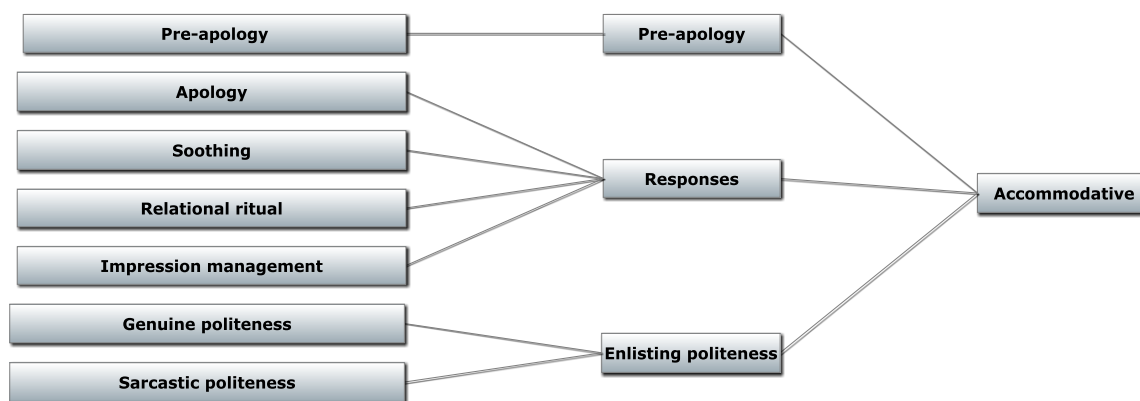 Pre-apology
Apology
Soothing
Relational ritual
Impression management
Genuine politeness
Sarcastic politeness
Pre-apology
Responses
Enlisting politeness
Accommodative